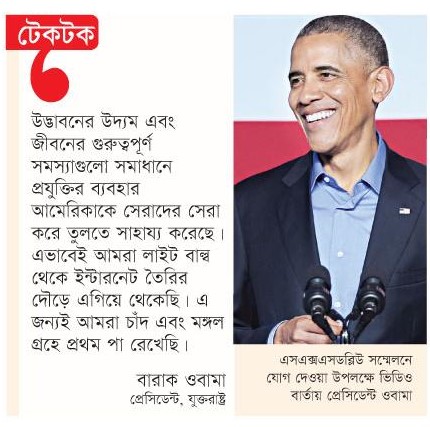 টেকটক
উদ্ভাবনের উদ্যম এবং
জীবনের গুরুত্বপূর্ণ
সমস্যাগুলো সমাধানে
প্রযুক্তির ব্যবহার
আমেরিকাকে সেরাদের সেরা
করে তুলতে সাহায্য করেছে।
এভাবেই আমরা লাইট বাল্ব
থেকে ইন্টারনেট তৈরির
দৌড়ে এগিয়ে থেকেছি। এ
জন্যই আমরা চাঁদ এবং মঙ্গল
গ্রহে প্রথম পা রেখেছি।
বারাক ওবামা
প্রেসিডেন্ট, যুক্তরাষ্ট্র
এসএক্সএসডব্লিউ সম্মেলনে
যোগ দেওয়া উপলক্ষে ভিডিও
বার্তায় প্রেসিডেন্ট ওবামা